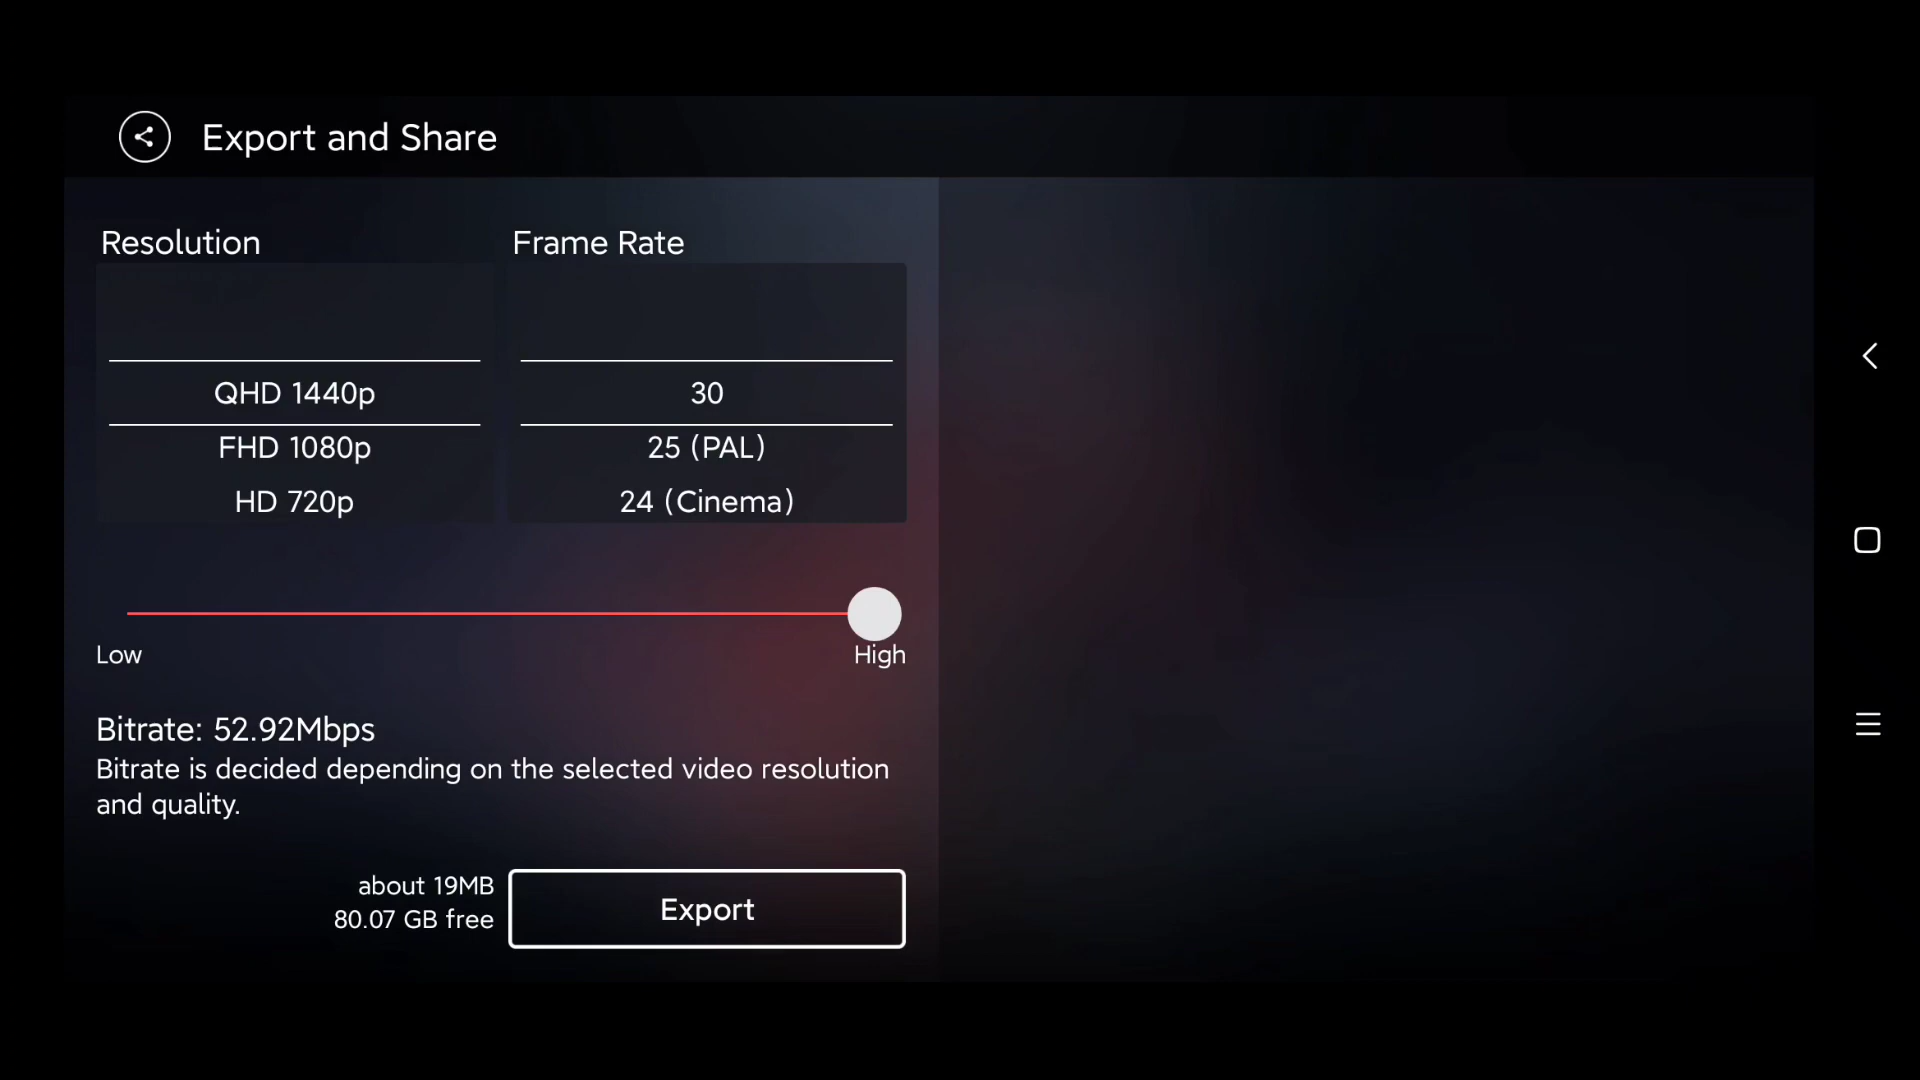 Export and Share
Resolution
Frame Rate
QHD 1440p
30
FHD 1080p
25 (PAL)
HD 720p
24 (Cinema)
Low
High
Bitrate: 52.92Mbps
Bitrate is decided depending on the selected video resolution
and quality.
about 19MB
80.07 GB free
Export